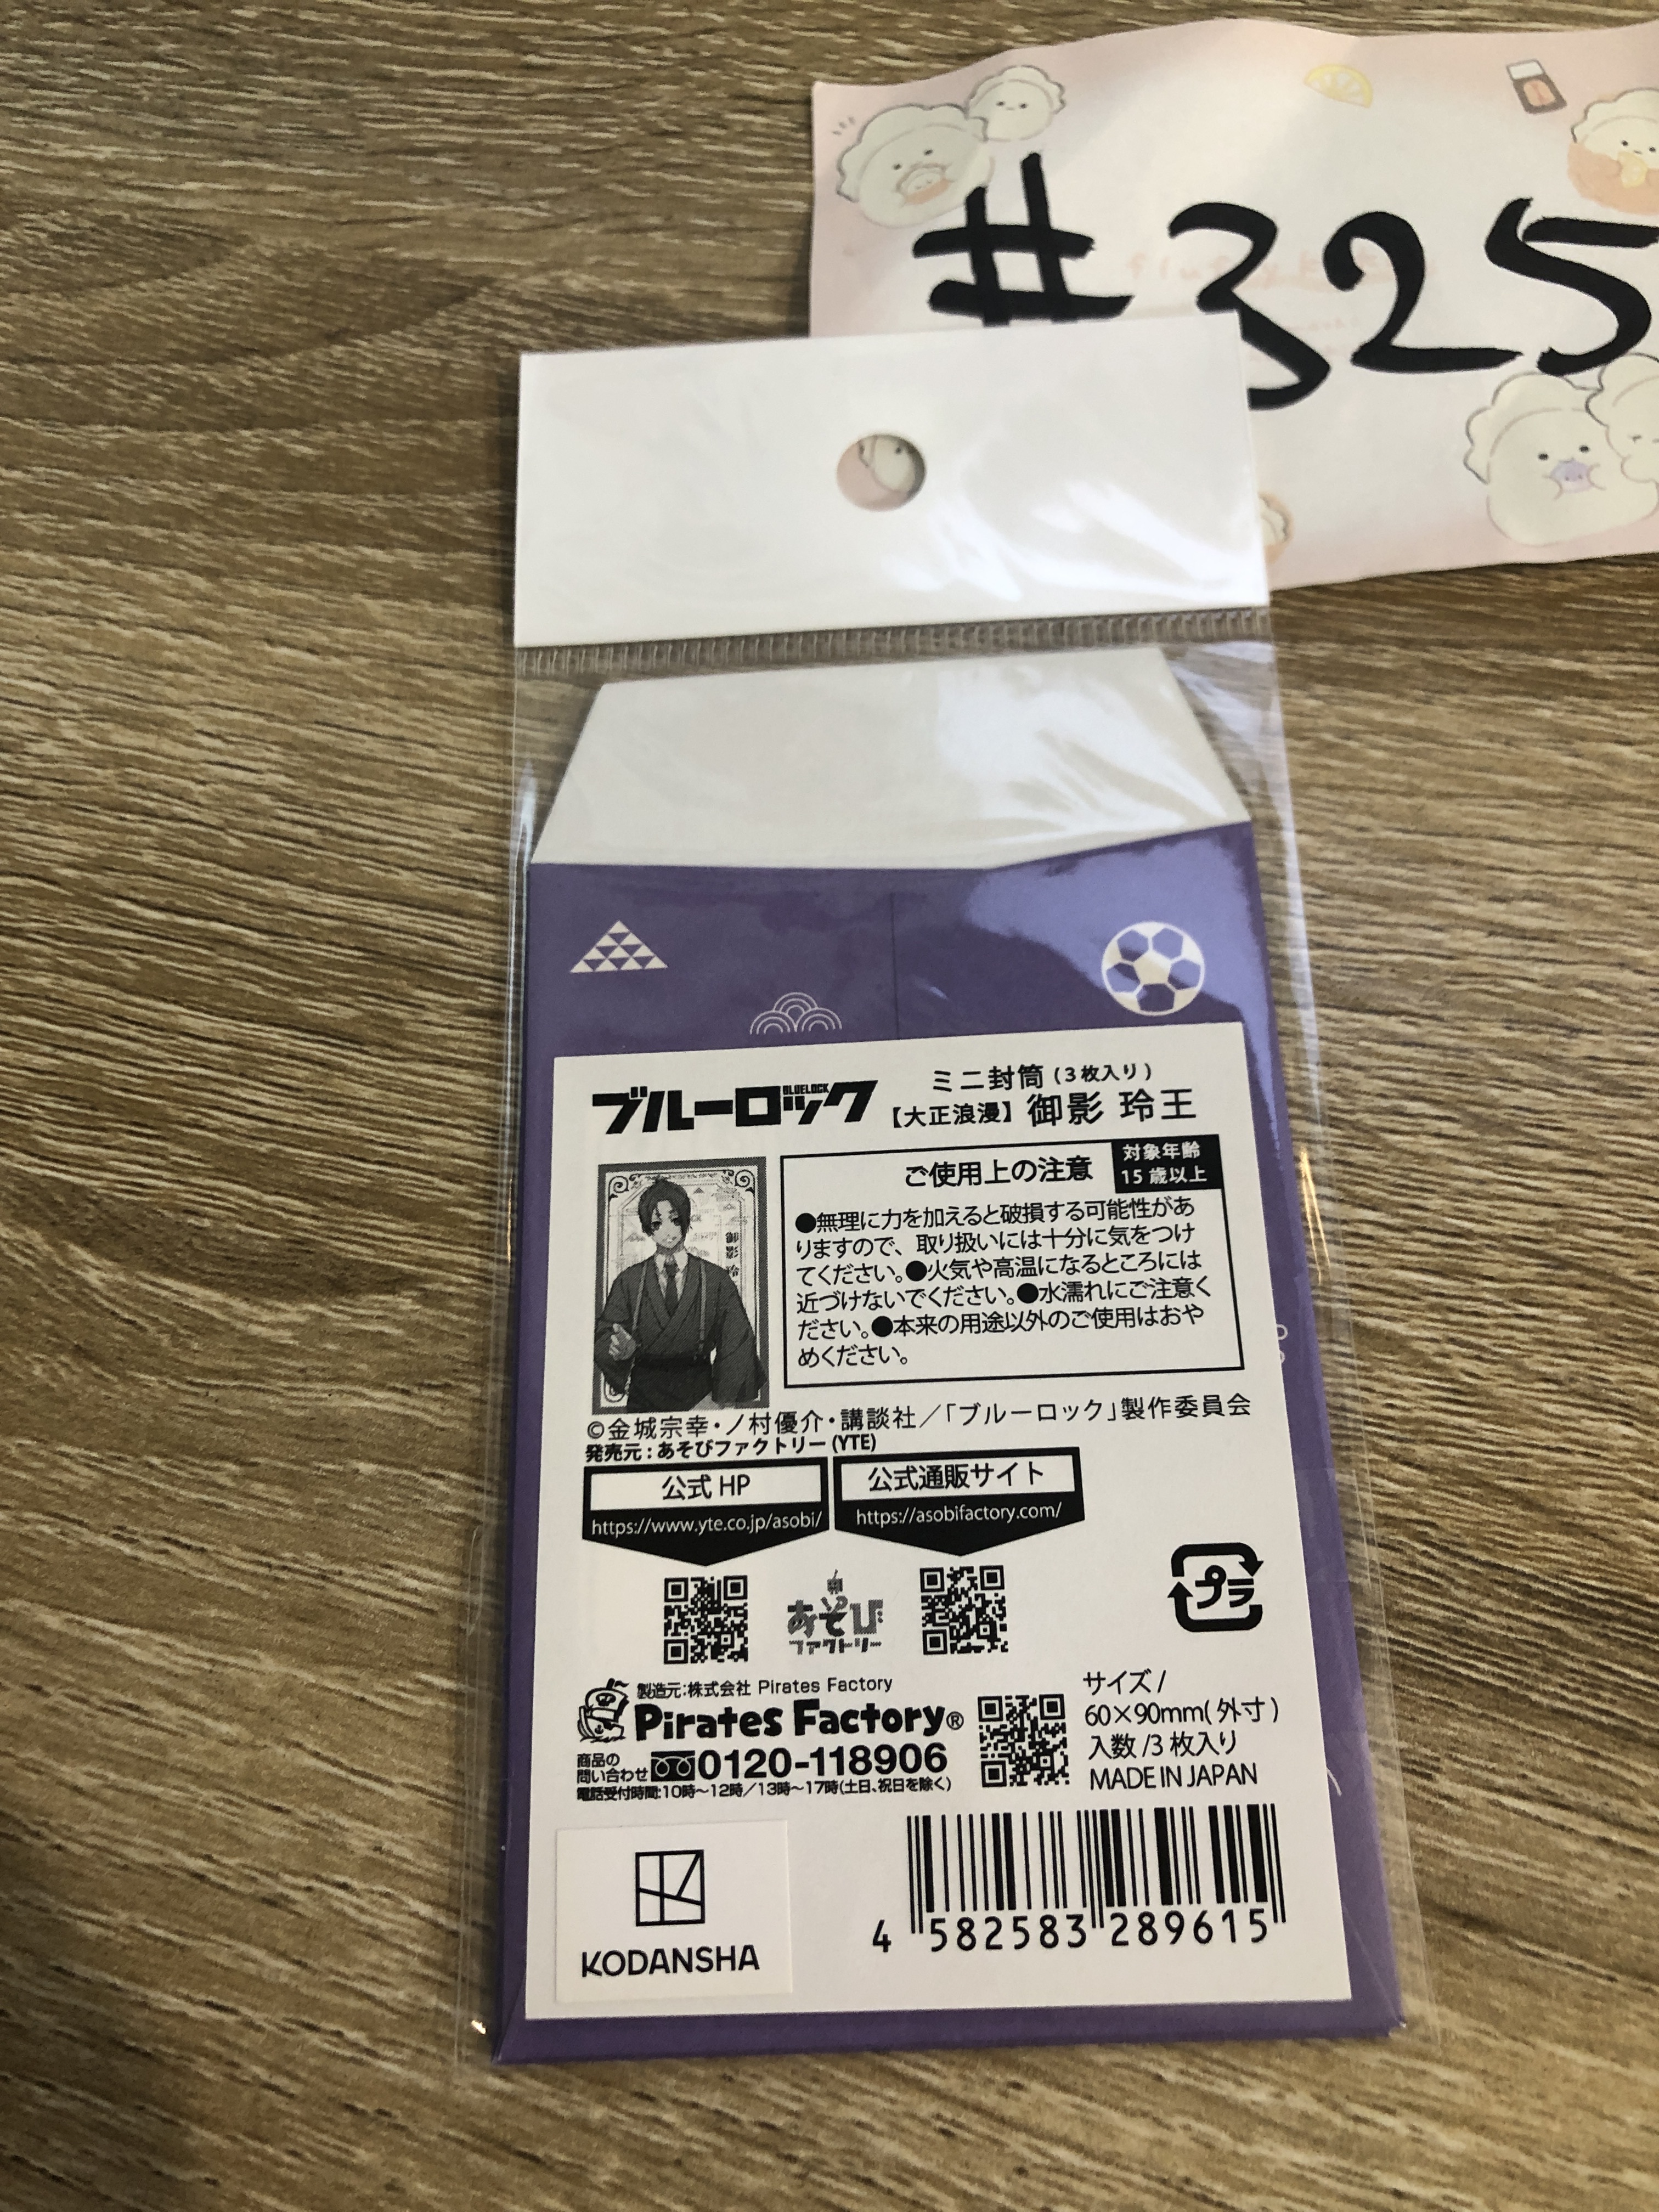 #325
ブルーロック
BLUELOCK
ミニ封筒(3枚入り)
【大正浪漫】御影 玲王
ご使用上の注意
対象年齢
15歳以上
●無理に力を加えると破損する可能性があ
りますので、取り扱いには十分に気をつけ
てください。●火気や高温になるところには
近づけないでください。●水濡れにご注意く
ださい。●本来の用途以外のご使用はおや
めください。
©金城宗幸・ノ村優介・講談社／「ブルーロック」製作委員会
発売元:あそびファクトリー(YTE)
公式HP
https://www.yte.co.jp/asobi/
公式通販サイト
https://asobifactory.com/
あそび
ファクトリー
プラ
製造元:株式会社 Pirates Factory
Pirates Factory®
商品の
問い合わせ
0120-118906
電話受付時間:10時～12時／13時～17時(土日、祝日を除く)
サイズ/
60×90mm(外寸)
入数/3枚入り
MADE IN JAPAN
KODANSHA
4 582583 289615